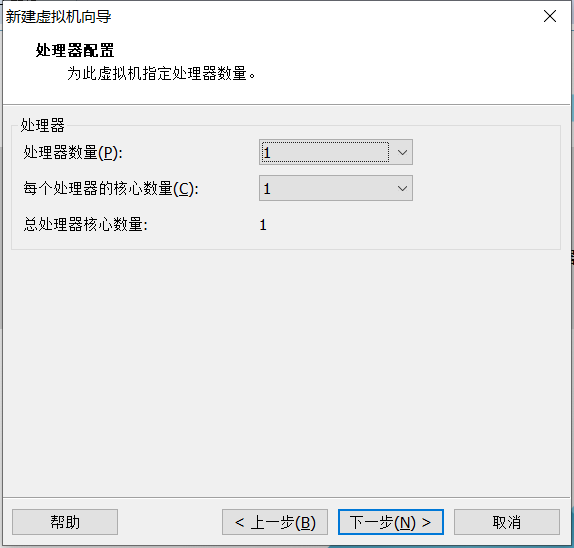 新建虚拟机向导
处理器配置
为此虚拟机指定处理器数量。
处理器
处理器数量(P): 1
每个处理器的核心数量(C): 1
总处理器核心数量: 1
帮助 < 上一步(B) 下一步(N) > 取消